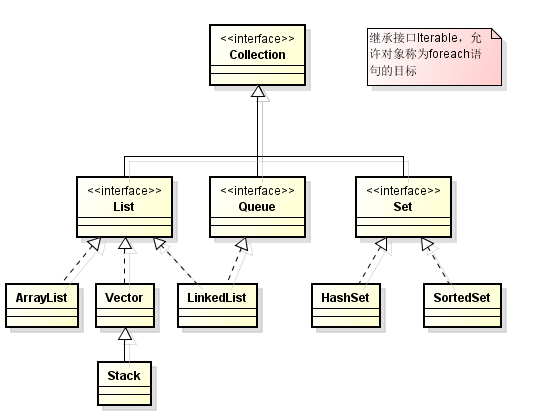 <<interface>>
Collection
继承接口Iterable，允
许对象称为foreach语
句的目标
<<interface>>
List
<<interface>>
Queue
<<interface>>
Set
ArrayList
Vector
LinkedList
HashSet
SortedSet
Stack